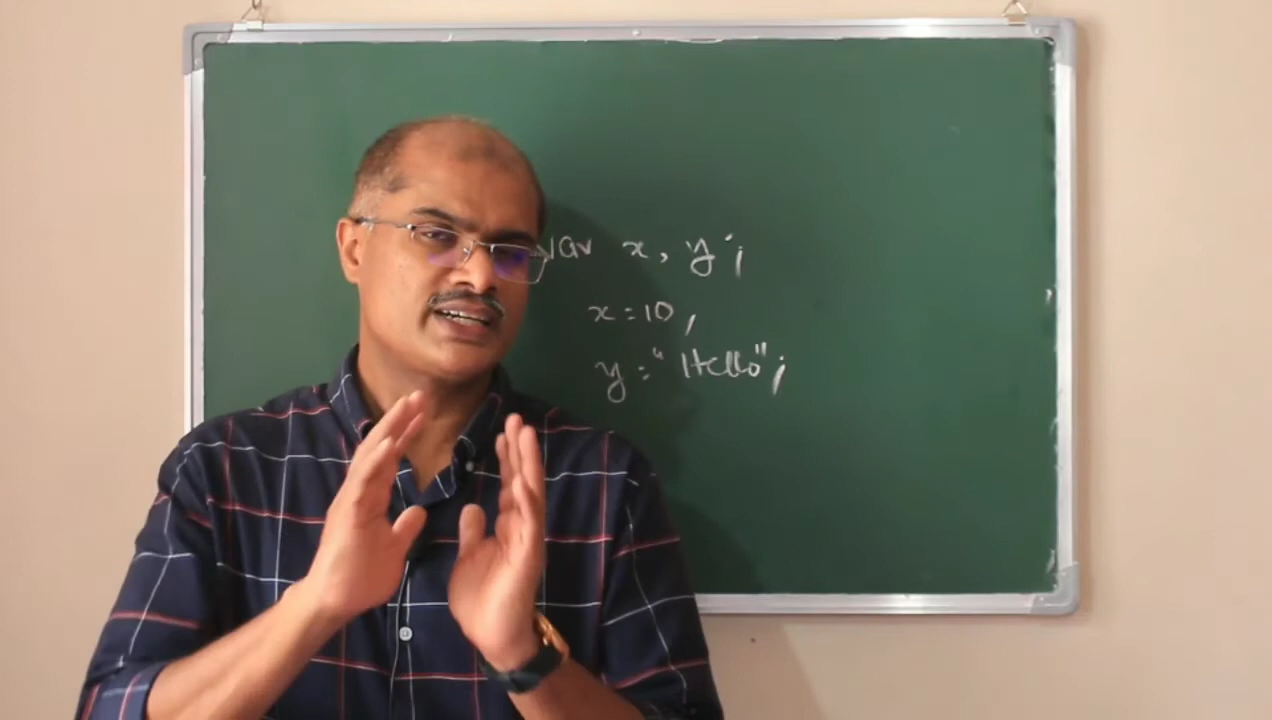 var x, y;
x = 10,
y = "Hello";